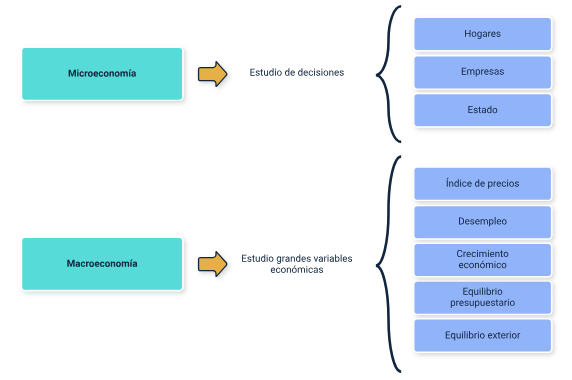 Microeconomía
Estudio de decisiones
Hogares
Empresas
Estado
Macroeconomía
Estudio grandes variables
económicas
Índice de precios
Desempleo
Crecimiento
económico
Equilibrio
presupuestario
Equilibrio exterior